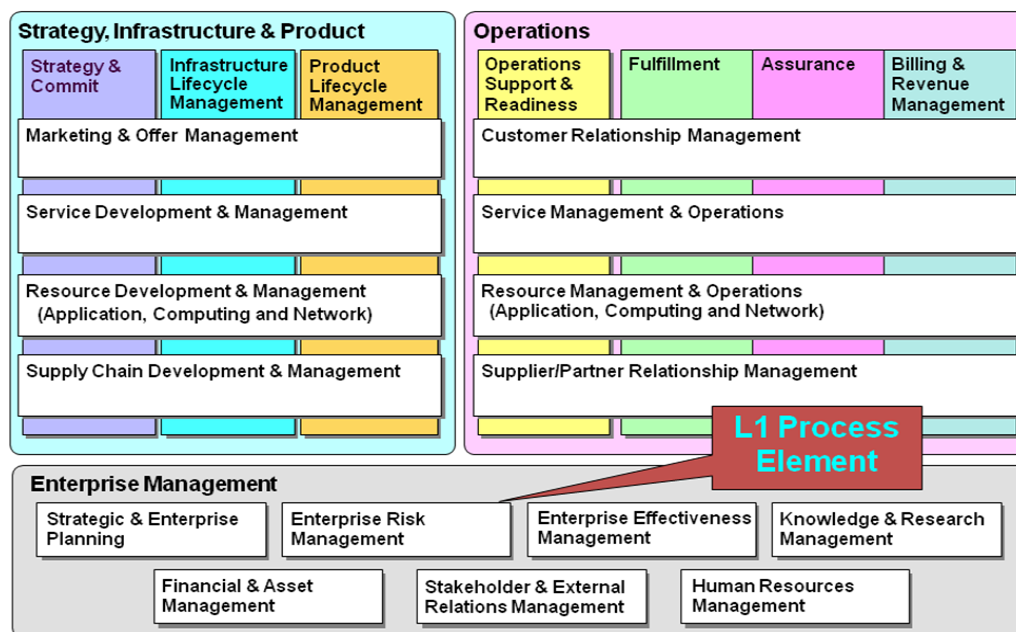 Strategy, Infrastructure & Product
Strategy &
Commit
Infrastructure
Lifecycle
Management
Product
Lifecycle
Management
Marketing & Offer Management
Service Development & Management
Resource Development & Management
(Application, Computing and Network)
Supply Chain Development & Management
Operations
Operations
Support &
Readiness
Fulfillment
Assurance
Billing &
Revenue
Management
Customer Relationship Management
Service Management & Operations
Resource Management & Operations
(Application, Computing and Network)
Supplier/Partner Relationship Management
L1 Process
Element
Enterprise Management
Strategic & Enterprise
Planning
Enterprise Risk
Management
Enterprise Effectiveness
Management
Knowledge & Research
Management
Financial & Asset
Management
Stakeholder & External
Relations Management
Human Resources
Management